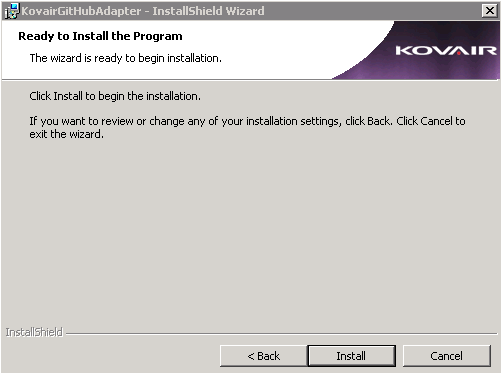 KovairGitHubAdapter - InstallShield Wizard
Ready to Install the Program
The wizard is ready to begin installation.
KOVAIR
Click Install to begin the installation.
If you want to review or change any of your installation settings, click Back. Click Cancel to
exit the wizard.
InstallShield
< Back
Install
Cancel